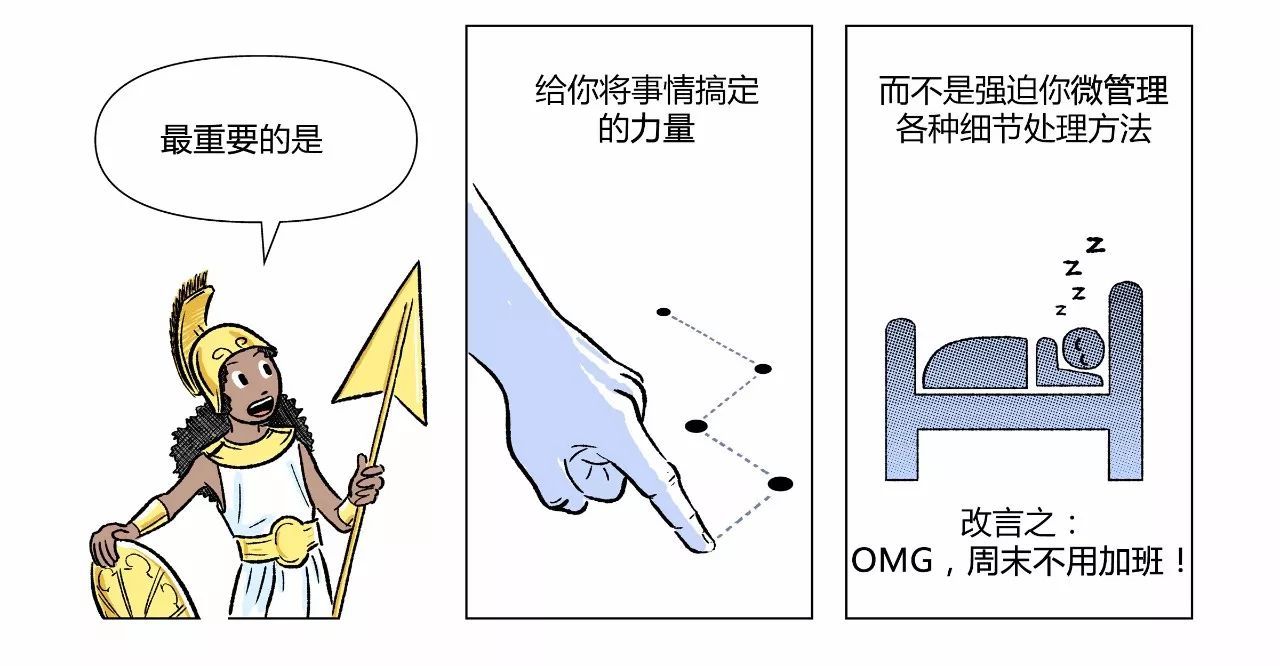 最重要的是
给你将事情搞定
的力量
而不是强迫你微管理
各种细节处理方法
z
z
z
z
改言之：
OMG，周末不用加班！